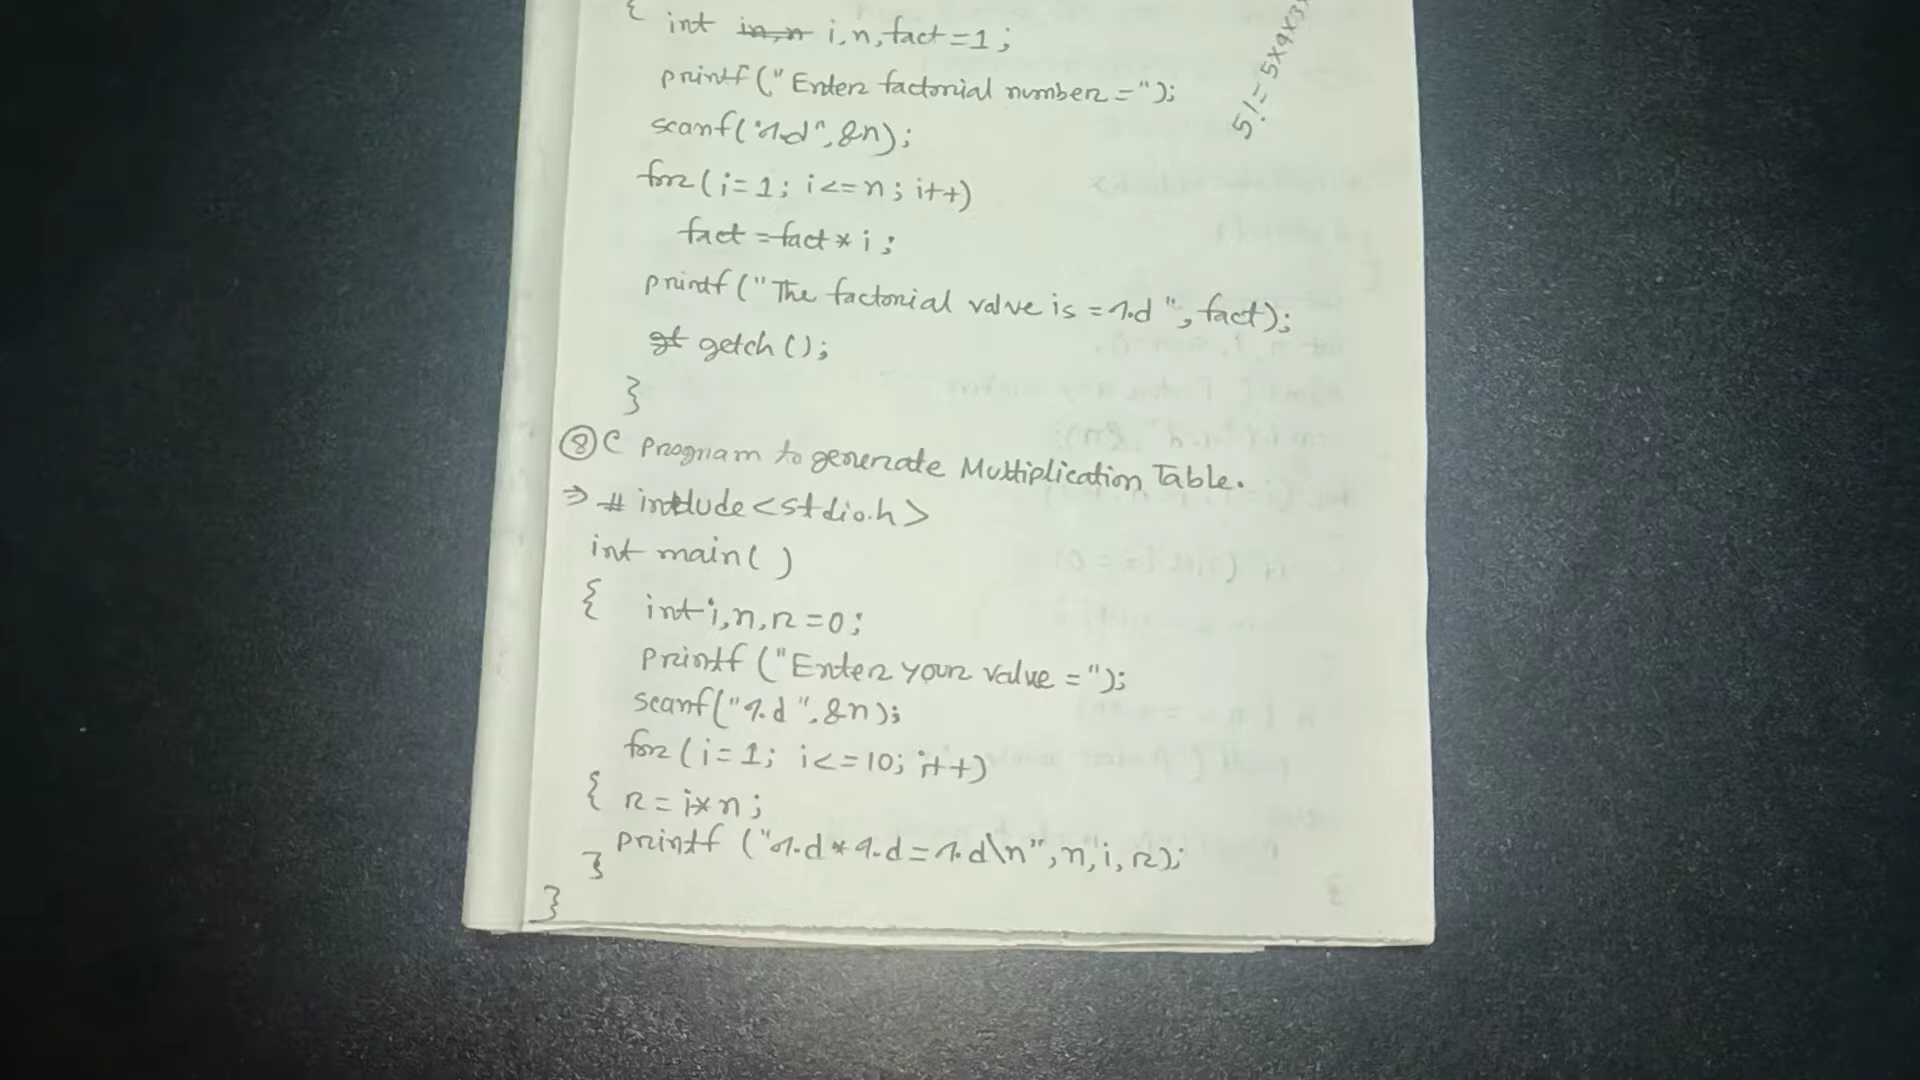 { int i,n,fact=1;
printf("Enter factorial number =");
scanf("%d",&n);
for(i=1; i<=n; i++)
fact=fact*i;
printf("The factorial value is =%d", fact);
getch();
}
⑧ C Program to generate Multiplication Table.
⇒ #include<stdio.h>
int main( )
{ int i,n,r=0;
printf("Enter your value =");
scanf("%d",&n);
for(i=1; i<=10; i++)
{ r=i*n;
printf("%d*%d=%d\n",n,i,r);
}
}
5!=5x4x3